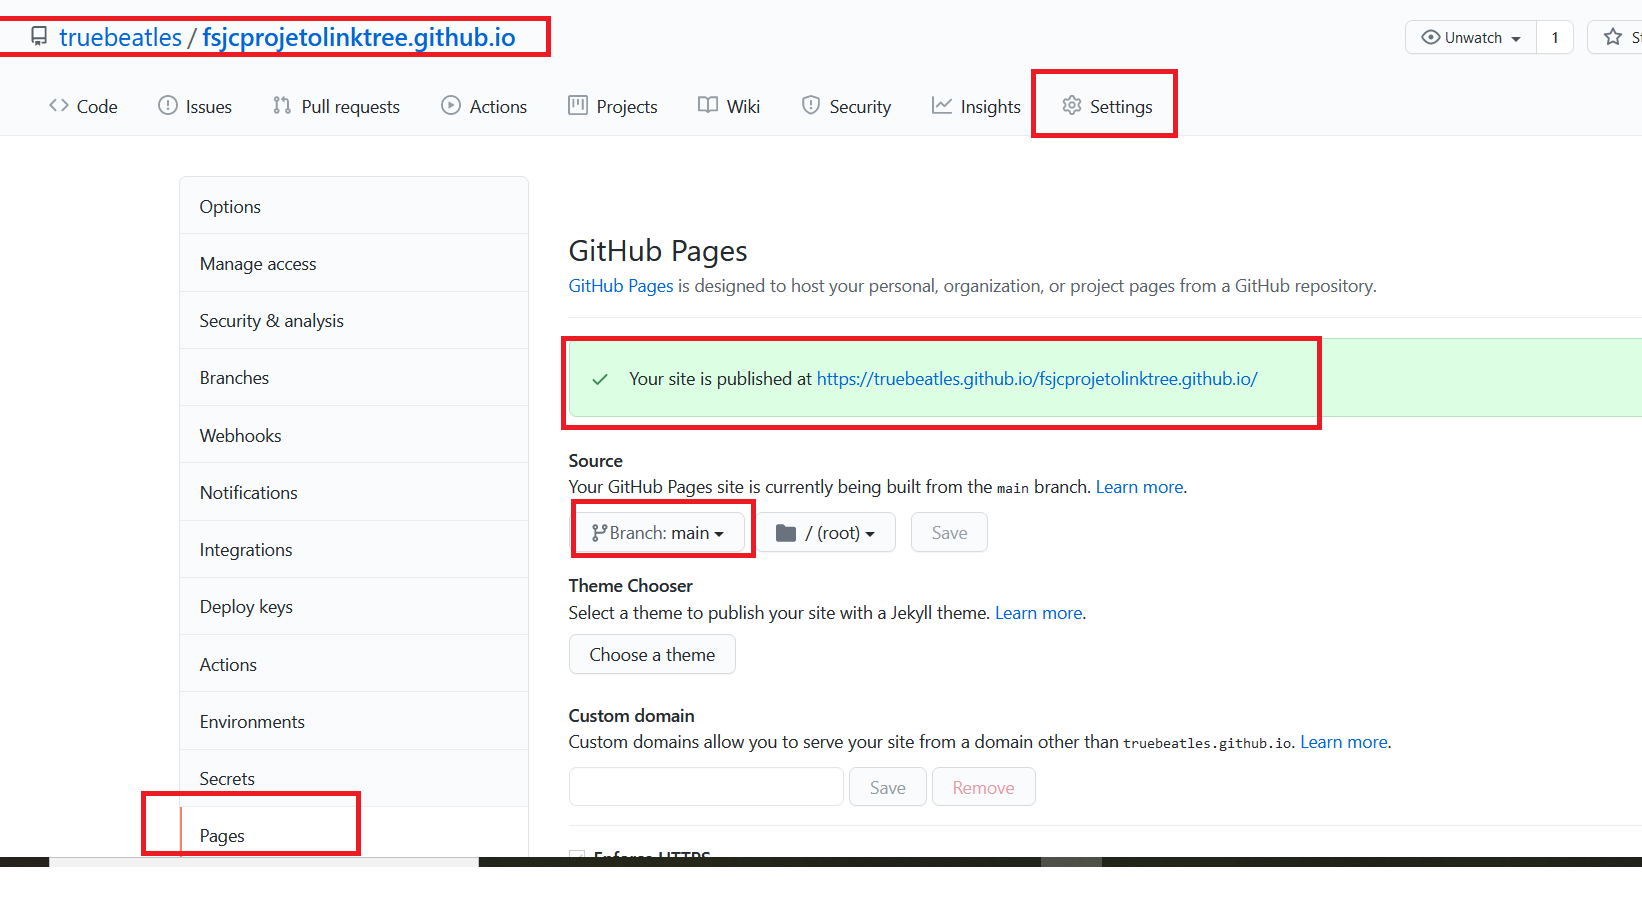 truebeatles / fsjcprojetolinktree.github.io
Unwatch 1
Code Issues Pull requests Actions Projects Wiki Security Insights Settings
Options
Manage access
Security & analysis
Branches
Webhooks
Notifications
Integrations
Deploy keys
Actions
Environments
Secrets
Pages
GitHub Pages
GitHub Pages is designed to host your personal, organization, or project pages from a GitHub repository.
Your site is published at https://truebeatles.github.io/fsjcprojetolinktree.github.io/
Source
Your GitHub Pages site is currently being built from the main branch. Learn more.
Branch: main / (root) Save
Theme Chooser
Select a theme to publish your site with a Jekyll theme. Learn more.
Choose a theme
Custom domain
Custom domains allow you to serve your site from a domain other than truebeatles.github.io. Learn more.
Save Remove
Enforce HTTPS